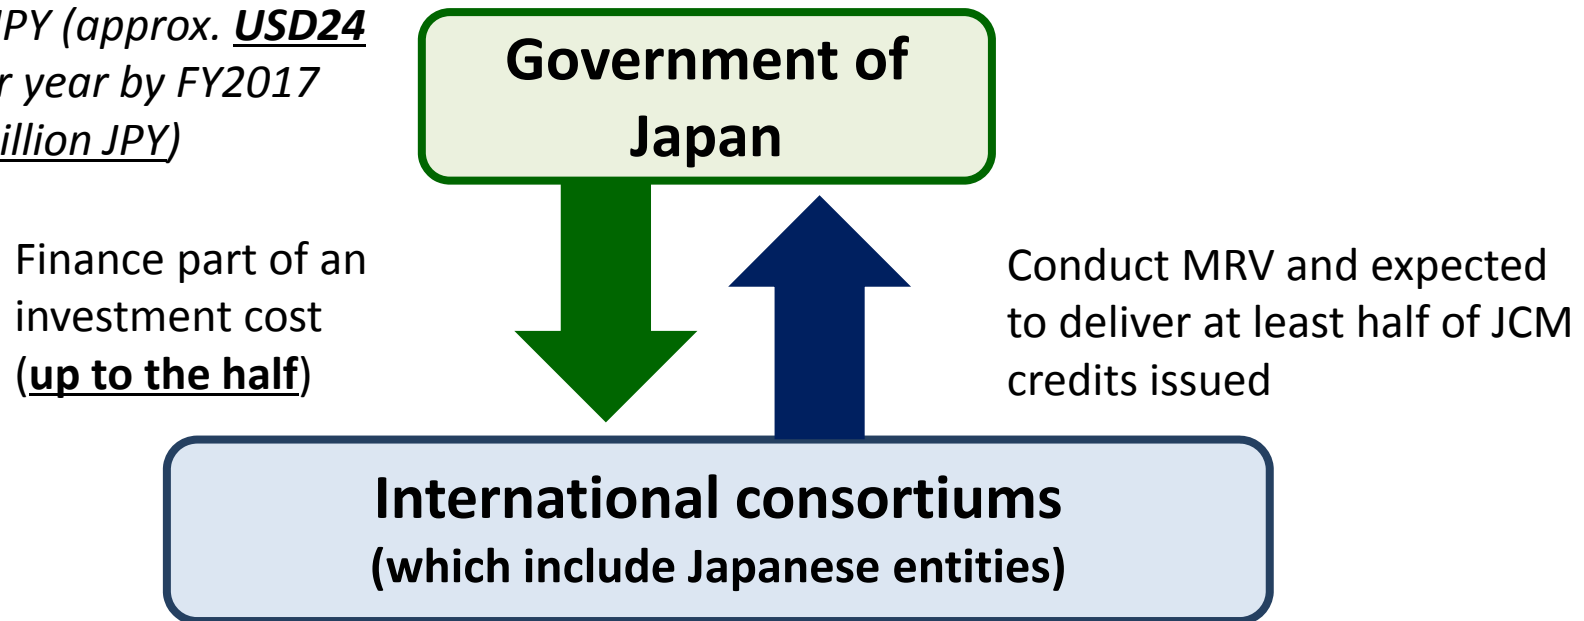 JPY (approx. USD24
year by FY2017
JPY)
Government of
Japan
Finance part of an
investment cost
(up to the half)
Conduct MRV and expected
to deliver at least half of JCM
credits issued
International consortiums
(which include Japanese entities)